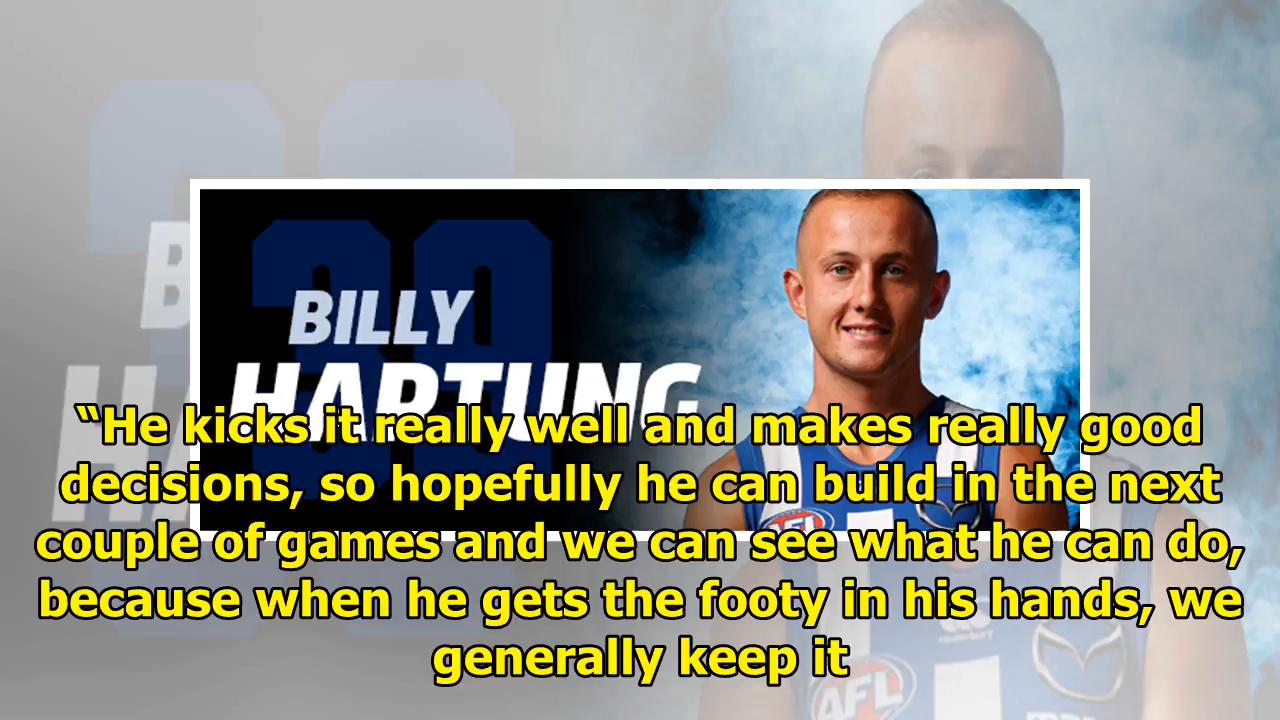 39
BILLY
HARTUNG
“He kicks it really well and makes really good
decisions, so hopefully he can build in the next
couple of games and we can see what he can do,
because when he gets the footy in his hands, we
generally keep it
AFL
AFL